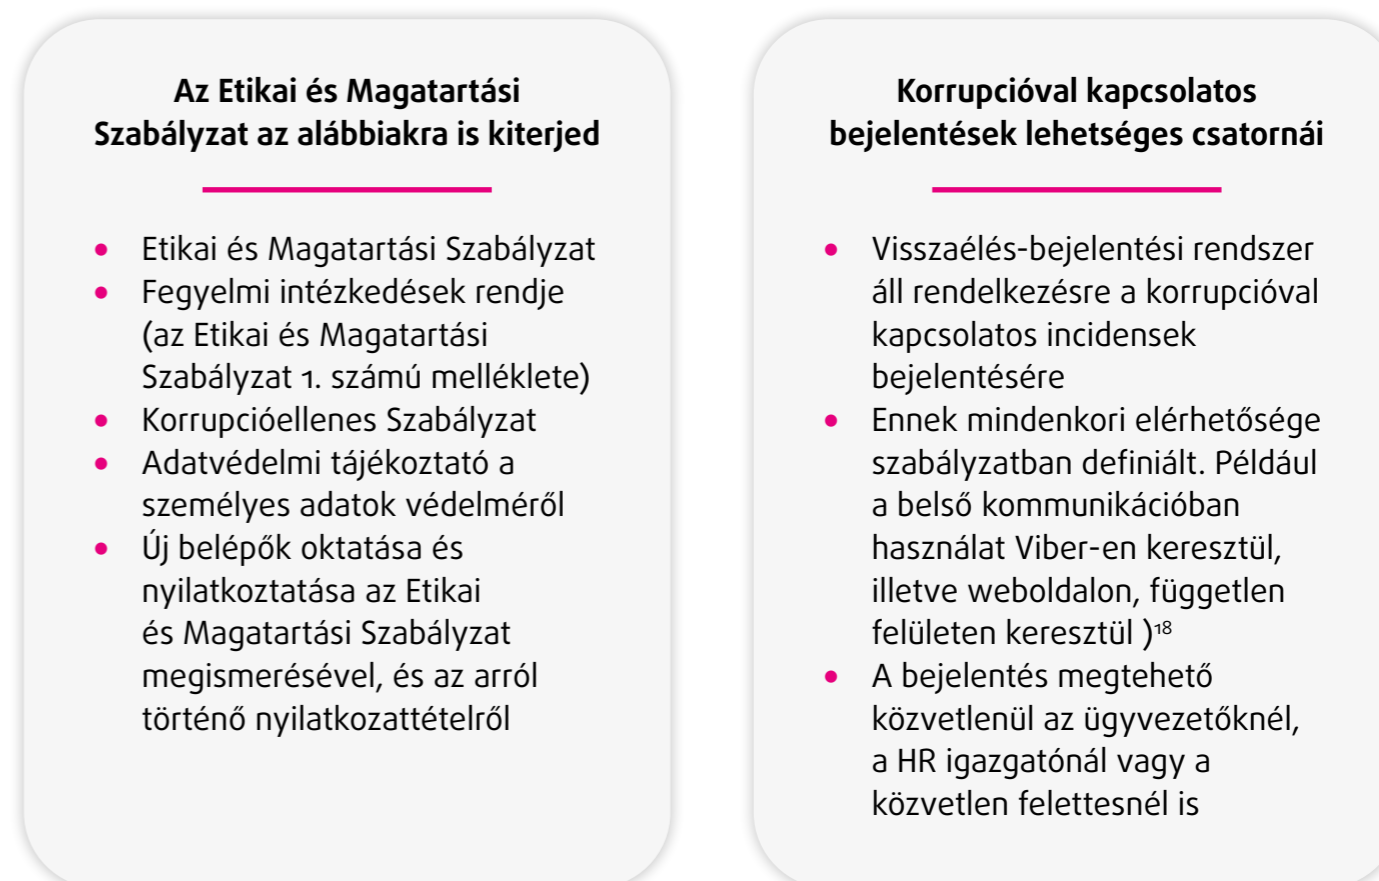 Az Etikai és Magatartási
Szabályzat az alábbiakra is kiterjed
• Etikai és Magatartási Szabályzat
• Fegyelmi intézkedések rendje
(az Etikai és Magatartási
Szabályzat 1. számú melléklete)
• Korrupcióellenes Szabályzat
• Adatvédelmi tájékoztató a
személyes adatok védelméről
• Új belépők oktatása és
nyilatkoztatása az Etikai
és Magatartási Szabályzat
megismerésével, és az arról
történő nyilatkozattételről
Korrupcióval kapcsolatos
bejelentések lehetséges csatornái
• Visszaélés-bejelentési rendszer
áll rendelkezésre a korrupcióval
kapcsolatos incidensek
bejelentésére
• Ennek mindenkori elérhetősége
szabályzatban definiált. Például
a belső kommunikációban
használat Viber-en keresztül,
illetve weboldalon, független
felületen keresztül )¹⁸
• A bejelentés megtehető
közvetlenül az ügyvezetőknél,
a HR igazgatónál vagy a
közvetlen felettesnél is